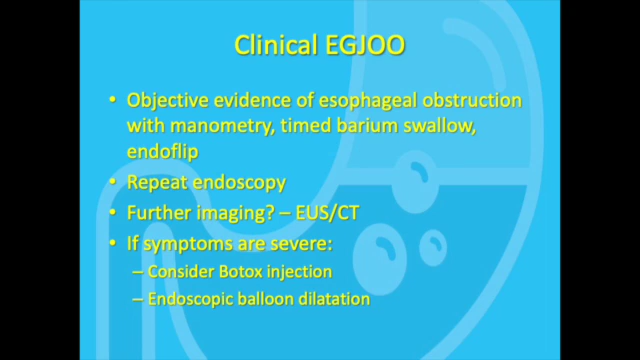 Clinical EGJOO
• Objective evidence of esophageal obstruction
with manometry, timed barium swallow,
endoflip
• Repeat endoscopy
• Further imaging? – EUS/CT
• If symptoms are severe:
– Consider Botox injection
– Endoscopic balloon dilatation